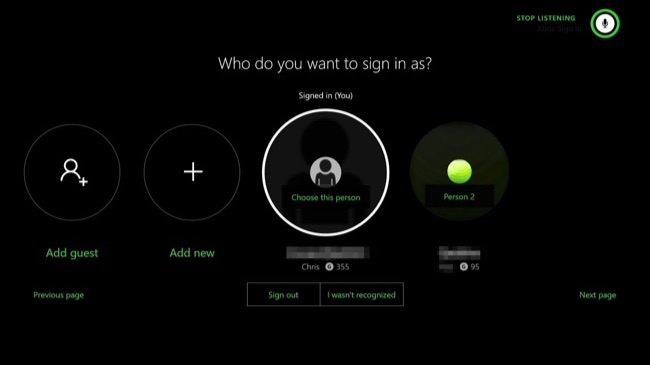 STOP LISTENING
Xbox Sign In
Who do you want to sign in as?
Signed in (You)
Choose this person
Person 2
Add guest
Add new
Chris G 355
G 95
Previous page
Sign out
I wasn't recognized
Next page